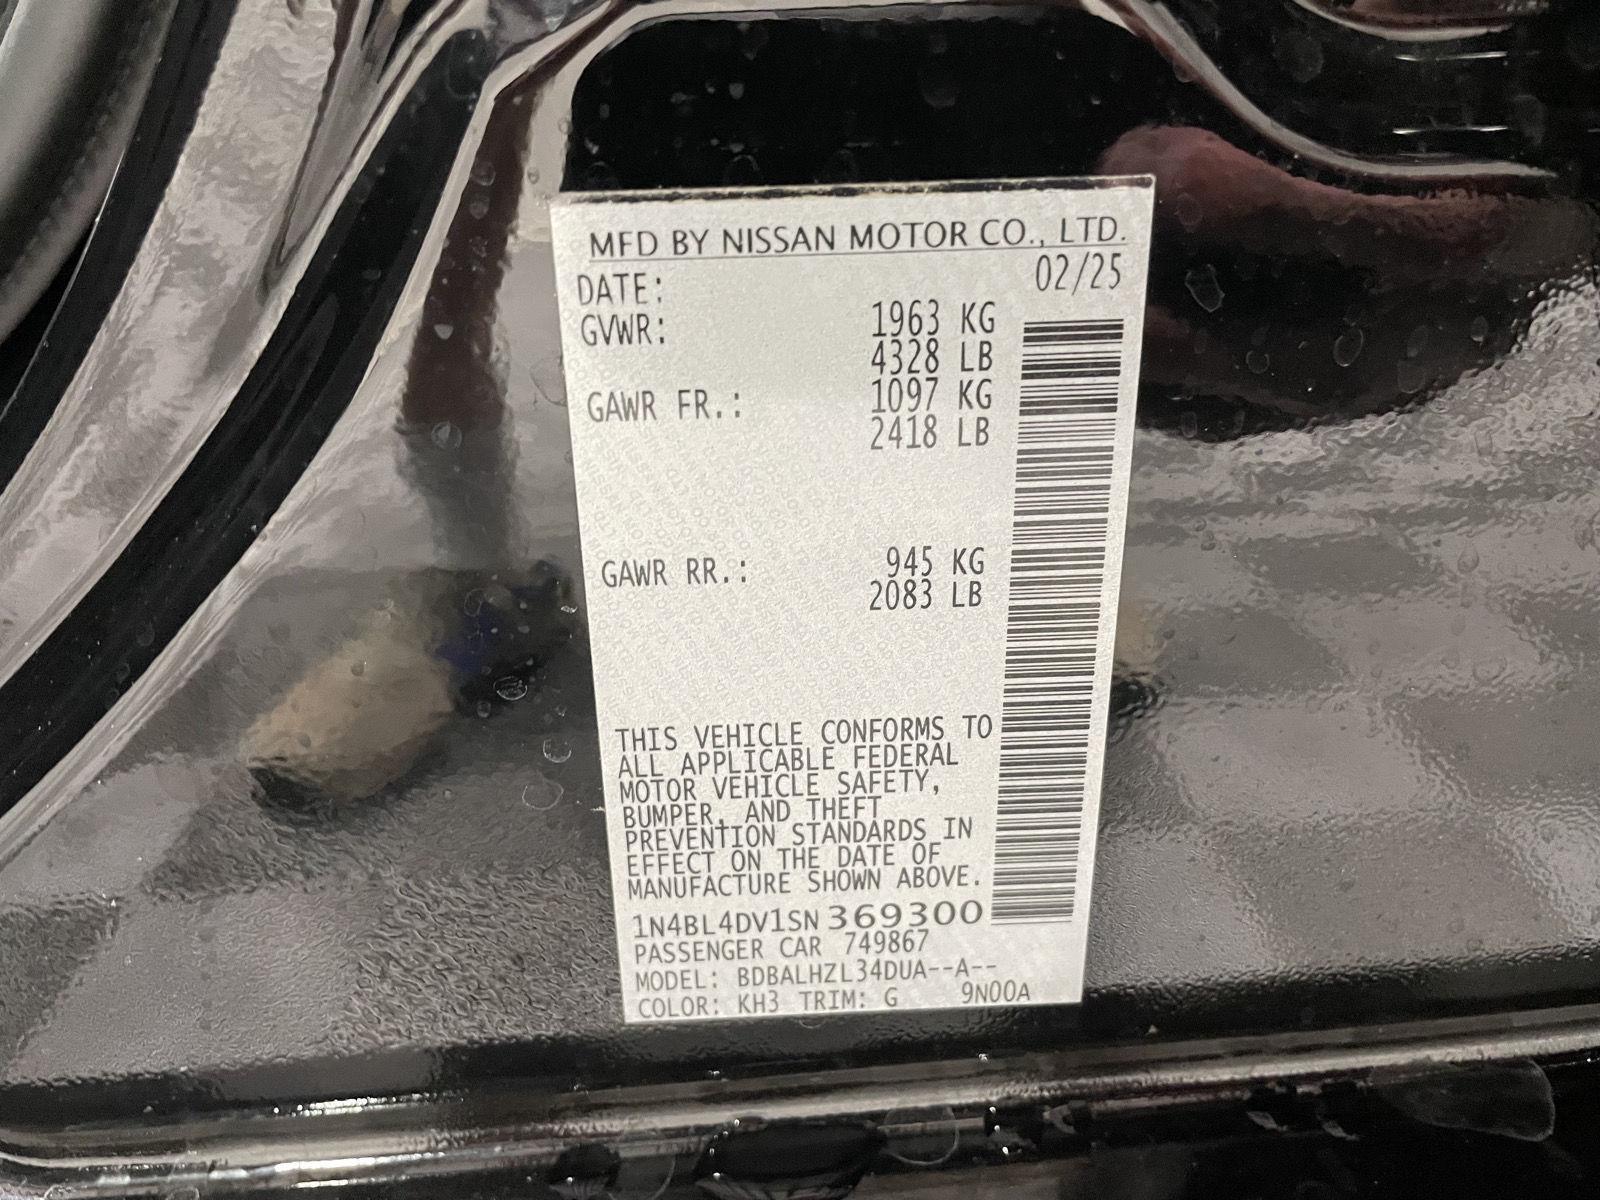 MFD BY NISSAN MOTOR CO., LTD.
DATE: 02/25
GVWR: 1963 KG
4328 LB
GAWR FR.: 1097 KG
2418 LB
GAWR RR.: 945 KG
2083 LB
THIS VEHICLE CONFORMS TO
ALL APPLICABLE FEDERAL
MOTOR VEHICLE SAFETY,
BUMPER, AND THEFT
PREVENTION STANDARDS IN
EFFECT ON THE DATE OF
MANUFACTURE SHOWN ABOVE.
1N4BL4DV1SN369300
PASSENGER CAR 749867
MODEL: BDBALHZL34DUA--A--
COLOR: KH3 TRIM: G 9N00A